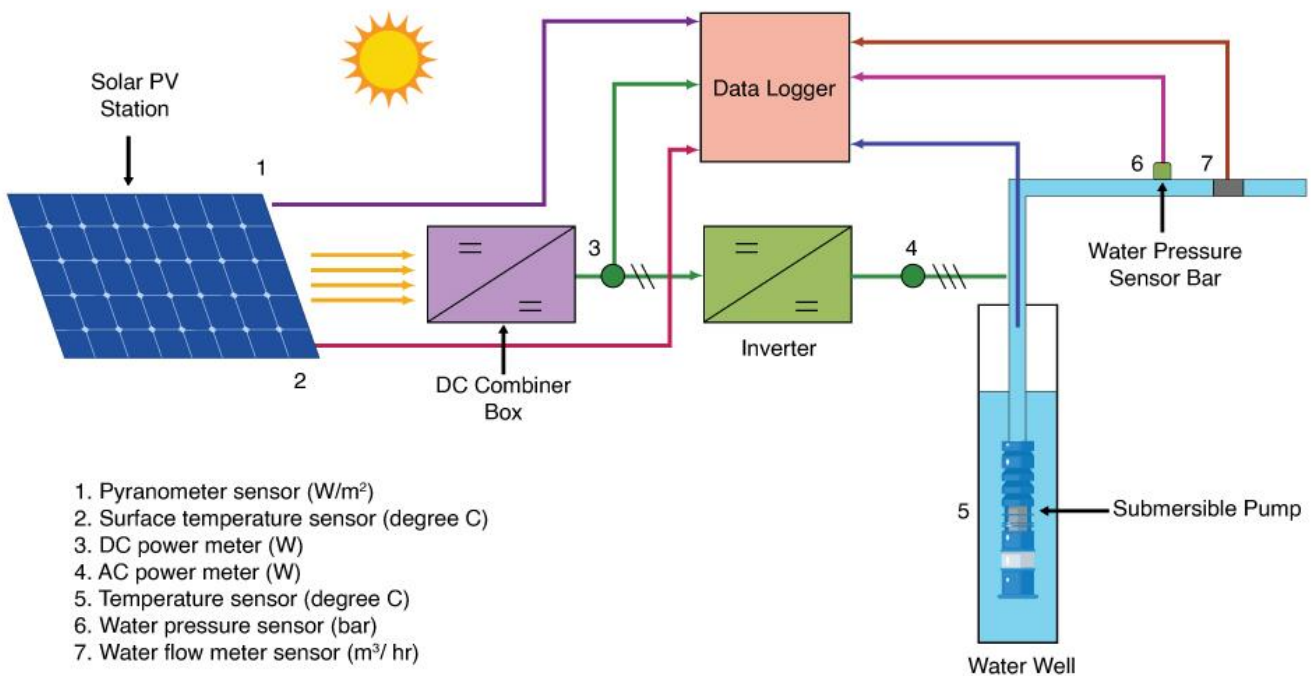 Solar PV
Station
1
2
Data Logger
3
DC Combiner
Box
Inverter
4
6
7
Water Pressure
Sensor Bar
5
Submersible Pump
Water Well
1. Pyranometer sensor (W/m²)
2. Surface temperature sensor (degree C)
3. DC power meter (W)
4. AC power meter (W)
5. Temperature sensor (degree C)
6. Water pressure sensor (bar)
7. Water flow meter sensor (m³/ hr)